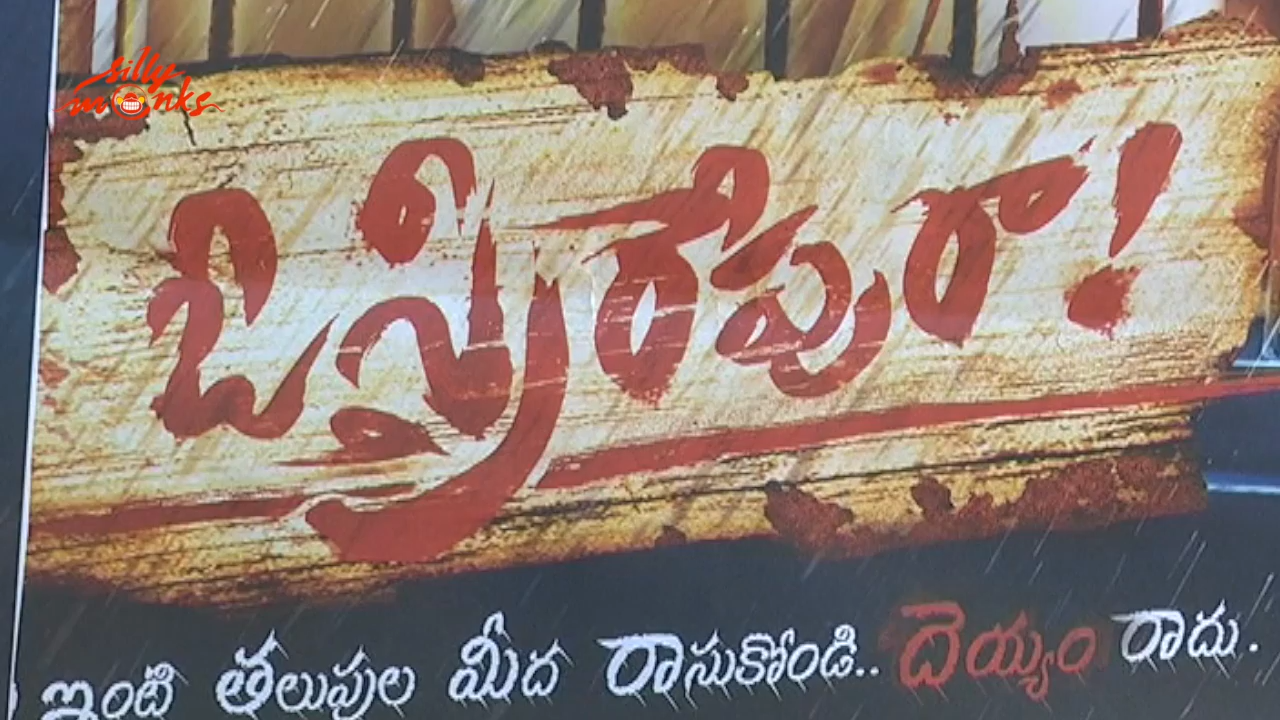 silly
monks
ఓ స్త్రీ రేపురా!
ఇంటి తలుపుల మీద రాసుకోండి.. దెయ్యం రాదు.